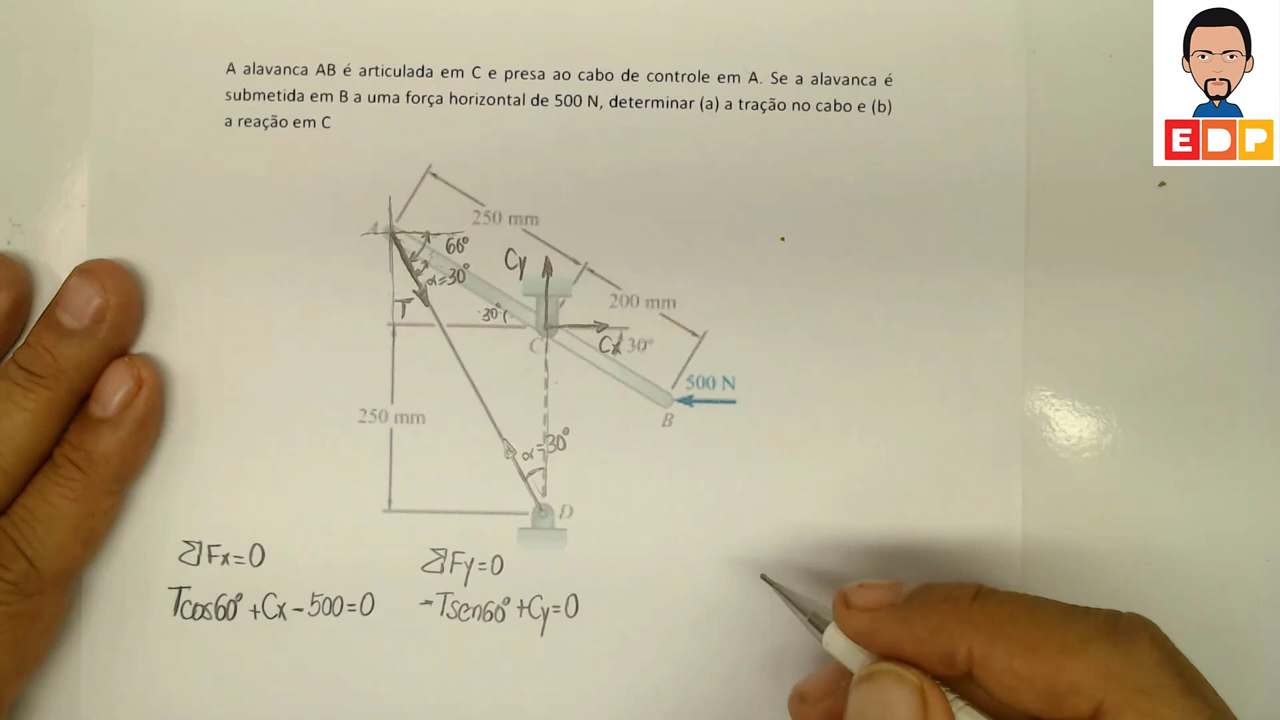 A alavanca AB é articulada em C e presa ao cabo de controle em A. Se a alavanca é
submetida em B a uma força horizontal de 500 N, determinar (a) a tração no cabo e (b)
a reação em C
EDP
250 mm
A
66°
Cy
α=30°
200 mm
T
30°
C
Cx
30°
500 N
B
250 mm
α=30°
D
ΣFx=0
ΣFy=0
Tcos60° +Cx-500=0
-Tsen60° +Cy=0